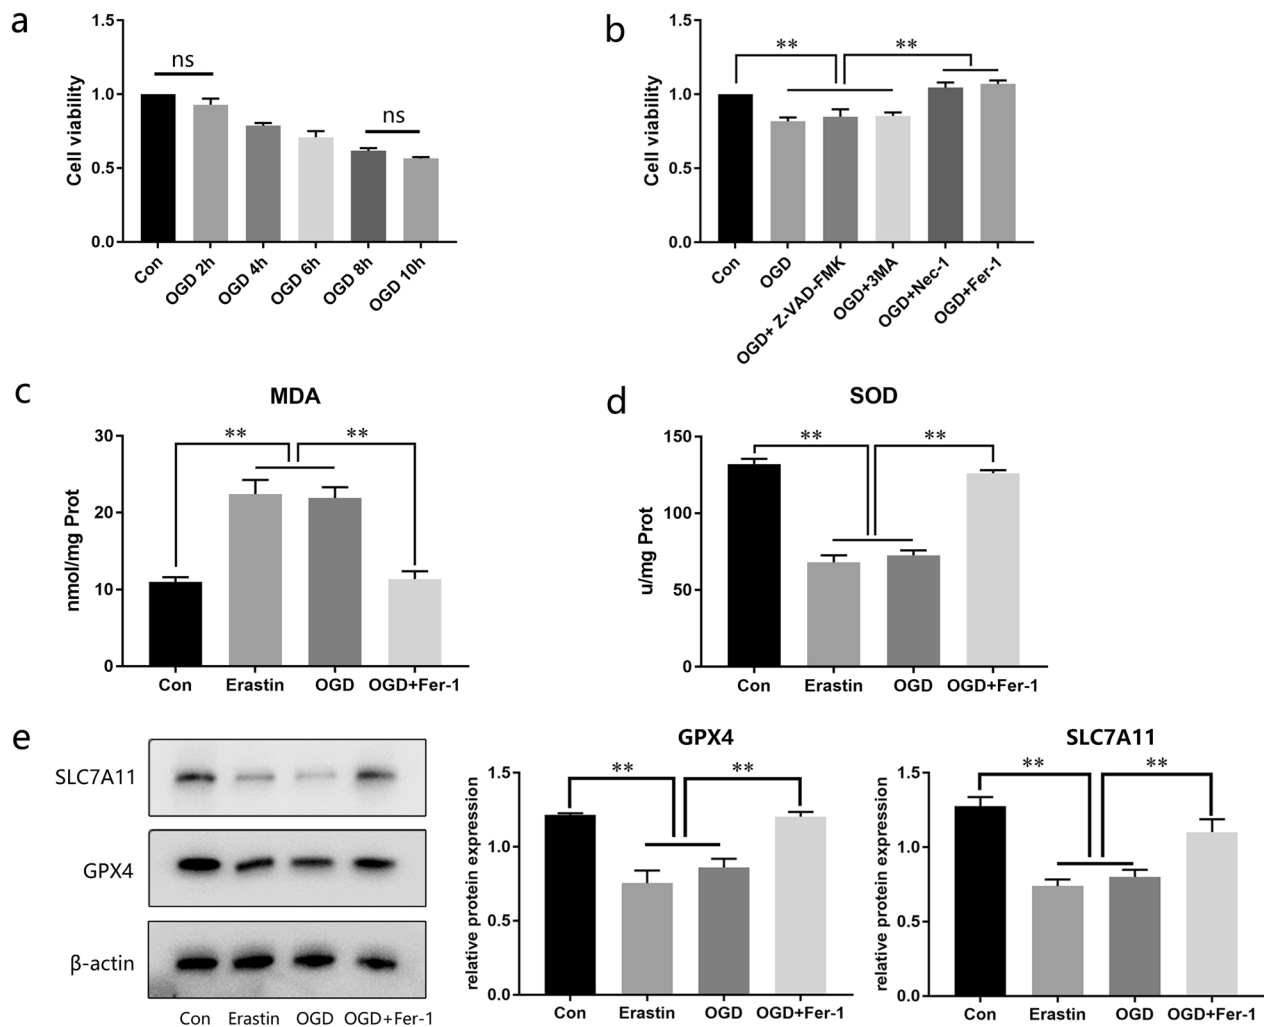 a
1.5
1.0
0.5
0.0
Cell viability
ns
ns
Con
OGD 2h
OGD 4h
OGD 6h
OGD 8h
OGD 10h
b
1.5
1.0
0.5
0.0
Cell viability
**
**
Con
OGD
OGD+ Z-VAD-FMK
OGD+3MA
OGD+Nec-1
OGD+Fer-1
c
MDA
30
20
10
0
nmol/mg Prot
**
**
Con
Erastin
OGD
OGD+Fer-1
d
SOD
150
100
50
0
u/mg Prot
**
**
Con
Erastin
OGD
OGD+Fer-1
e
SLC7A11
GPX4
β-actin
Con
Erastin
OGD
OGD+Fer-1
GPX4
1.5
1.0
0.5
0.0
relative protein expression
**
**
Con
Erastin
OGD
OGD+Fer-1
SLC7A11
1.5
1.0
0.5
0.0
relative protein expression
**
**
Con
Erastin
OGD
OGD+Fer-1